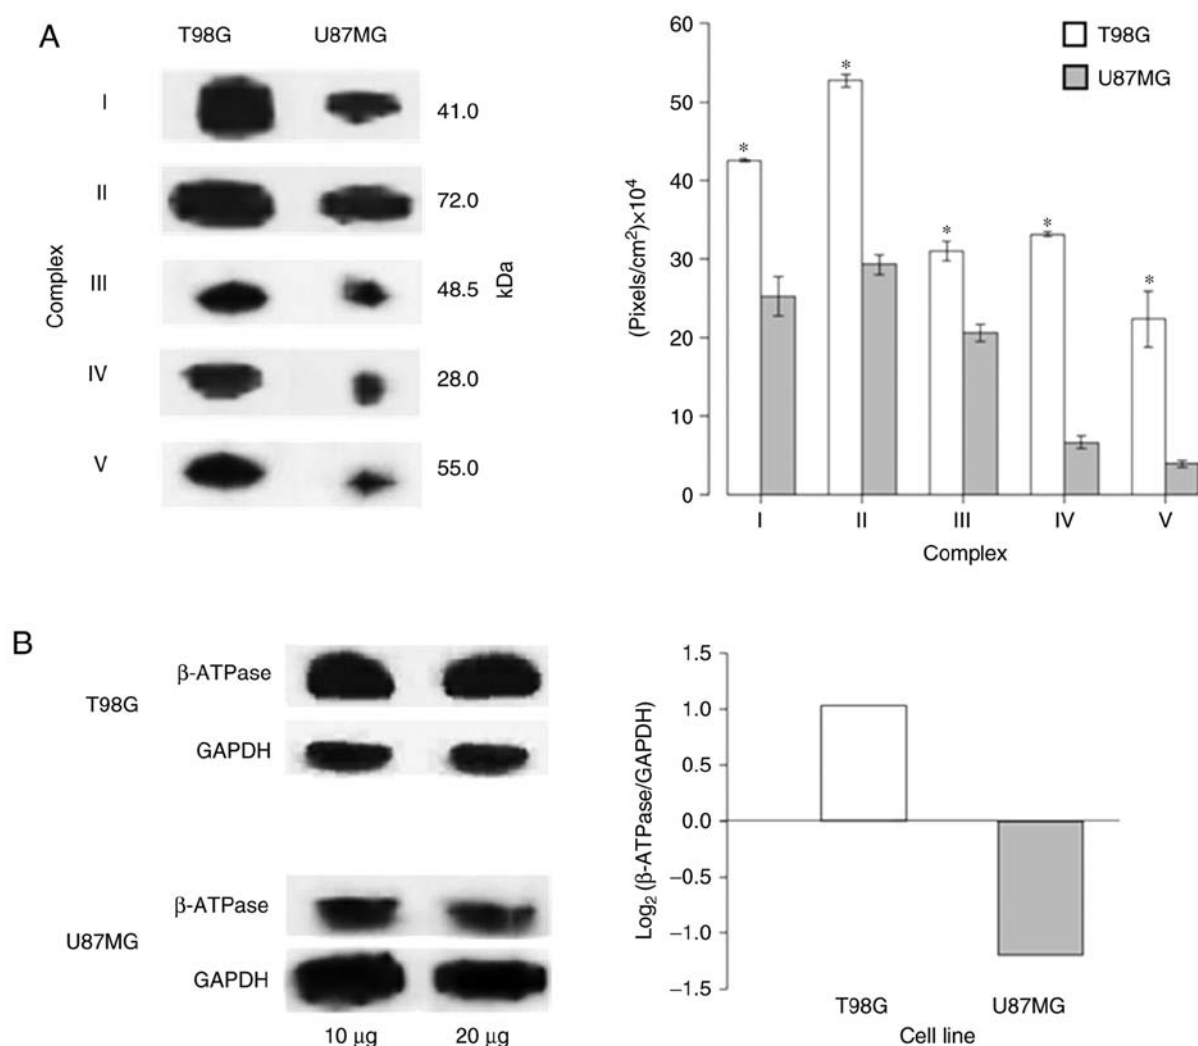 A
T98G U87MG
I 41.0
II 72.0
III 48.5
IV 28.0
V 55.0
Complex
kDa
T98G
U87MG
60
50
40
30
20
10
0
(Pixels/cm²)×10⁴
* * * * *
I II III IV V
Complex
B
T98G
β-ATPase
GAPDH
U87MG
β-ATPase
GAPDH
10 μg 20 μg
1.5
1.0
0.5
0.0
−0.5
−1.0
−1.5
Log₂ (β-ATPase/GAPDH)
T98G U87MG
Cell line